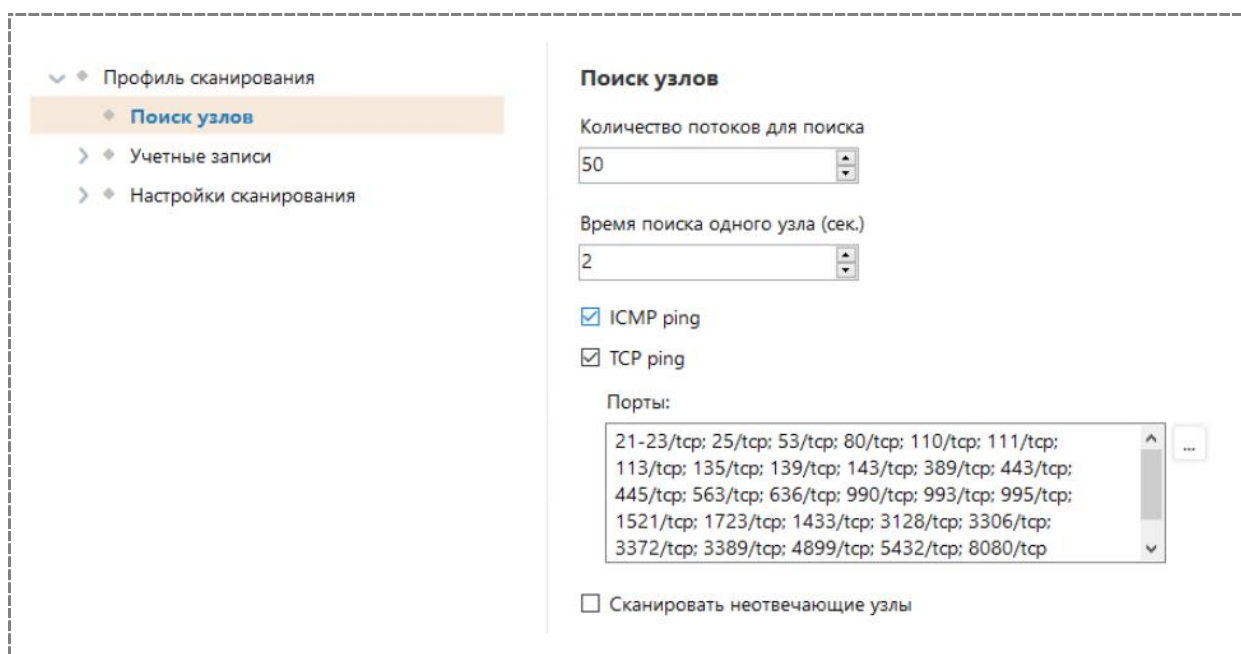 Профиль сканирования
Поиск узлов
Учетные записи
Настройки сканирования
Поиск узлов
Количество потоков для поиска
50
Время поиска одного узла (сек.)
2
ICMP ping
TCP ping
Порты:
21-23/tcp; 25/tcp; 53/tcp; 80/tcp; 110/tcp; 111/tcp;
113/tcp; 135/tcp; 139/tcp; 143/tcp; 389/tcp; 443/tcp;
445/tcp; 563/tcp; 636/tcp; 990/tcp; 993/tcp; 995/tcp;
1521/tcp; 1723/tcp; 1433/tcp; 3128/tcp; 3306/tcp;
3372/tcp; 3389/tcp; 4899/tcp; 5432/tcp; 8080/tcp
...
Сканировать неотвечающие узлы